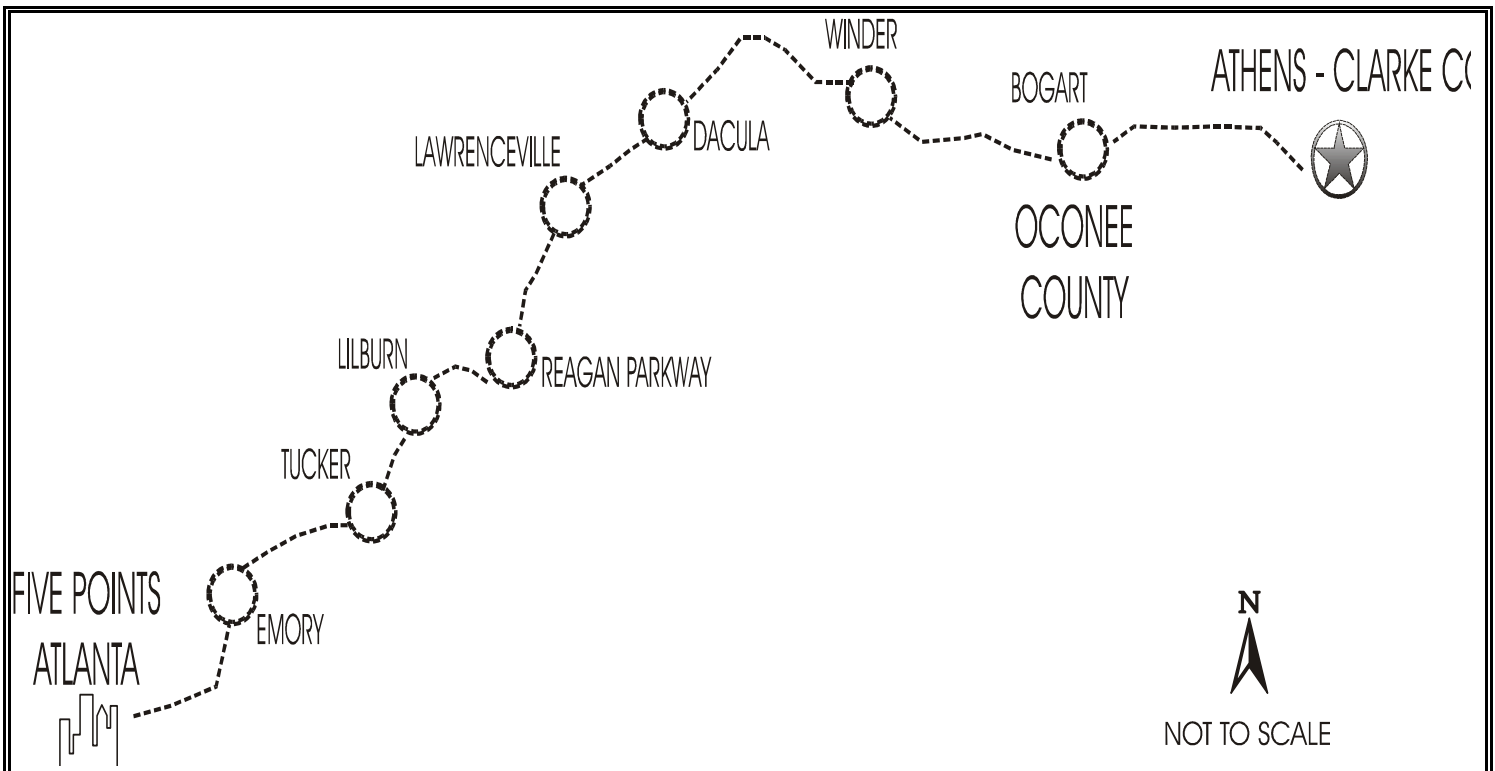 WINDER
ATHENS - CLARKE CO
BOGART
DACULA
LAWRENCEVILLE
OCONEE
COUNTY
LILBURN
REAGAN PARKWAY
TUCKER
FIVE POINTS
ATLANTA
EMORY
N
NOT TO SCALE